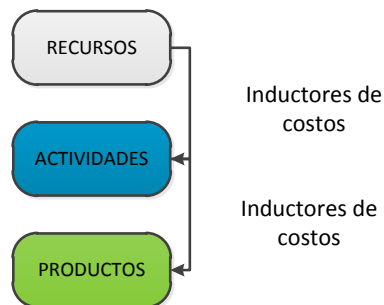 RECURSOS
Inductores de
costos
ACTIVIDADES
Inductores de
costos
PRODUCTOS